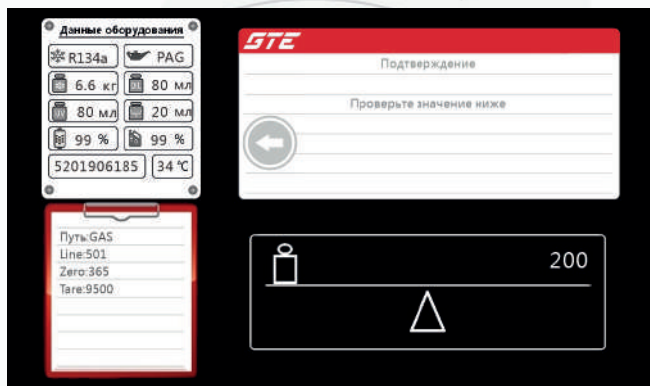 Данные оборудования
R134a
PAG
6.6 кг
80 мл
80 мл
20 мл
99 %
99 %
5201906185
34 ℃
GTE
Подтверждение
Проверьте значение ниже
Путь:GAS
Line:501
Zero:365
Tare:9500
200